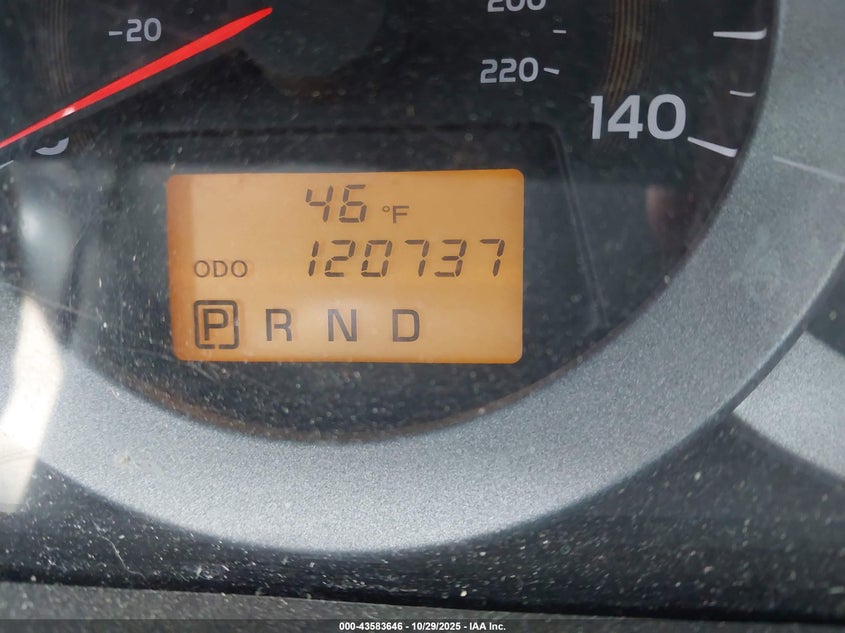 200
-20
220-
140
46 °F
ODO 120737
P R N D
000-43583646 | 10/29/2025 - IAA Inc.